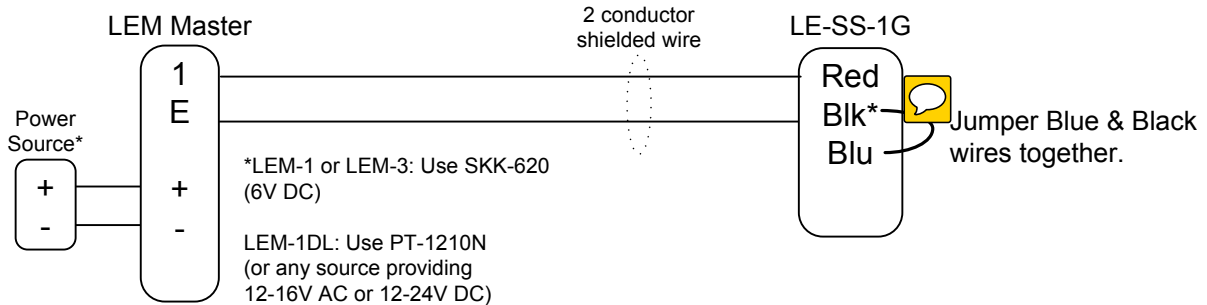 LEM Master
2 conductor
shielded wire
LE-SS-1G
1
E
+
-
Power
Source*
+
-
*LEM-1 or LEM-3: Use SKK-620
(6V DC)
LEM-1DL: Use PT-1210N
(or any source providing
12-16V AC or 12-24V DC)
Red
Blk*
Blu
Jumper Blue & Black
wires together.